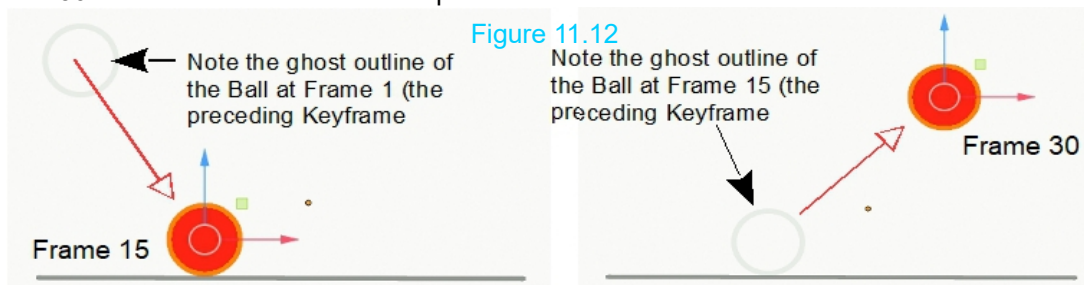 Figure 11.12
Note the ghost outline of
the Ball at Frame 1 (the
preceding Keyframe
Frame 15
Note the ghost outline of
the Ball at Frame 15 (the
preceding Keyframe
Frame 30